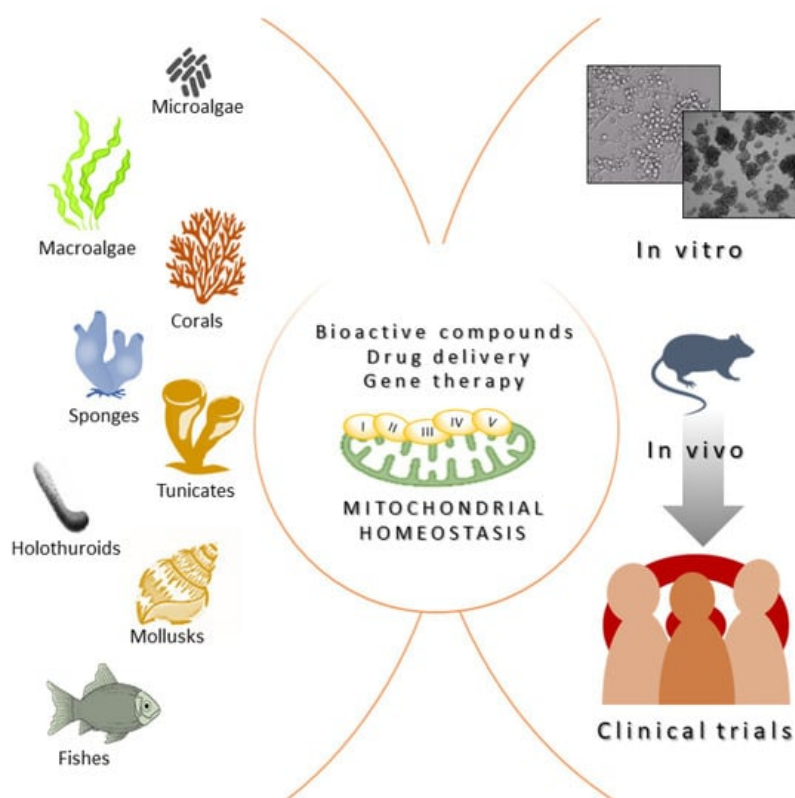 Microalgae
Macroalgae
Corals
Sponges
Tunicates
Holothuroids
Mollusks
Fishes
Bioactive compounds
Drug delivery
Gene therapy
I II III IV V
MITOCHONDRIAL
HOMEOSTASIS
In vitro
In vivo
Clinical trials